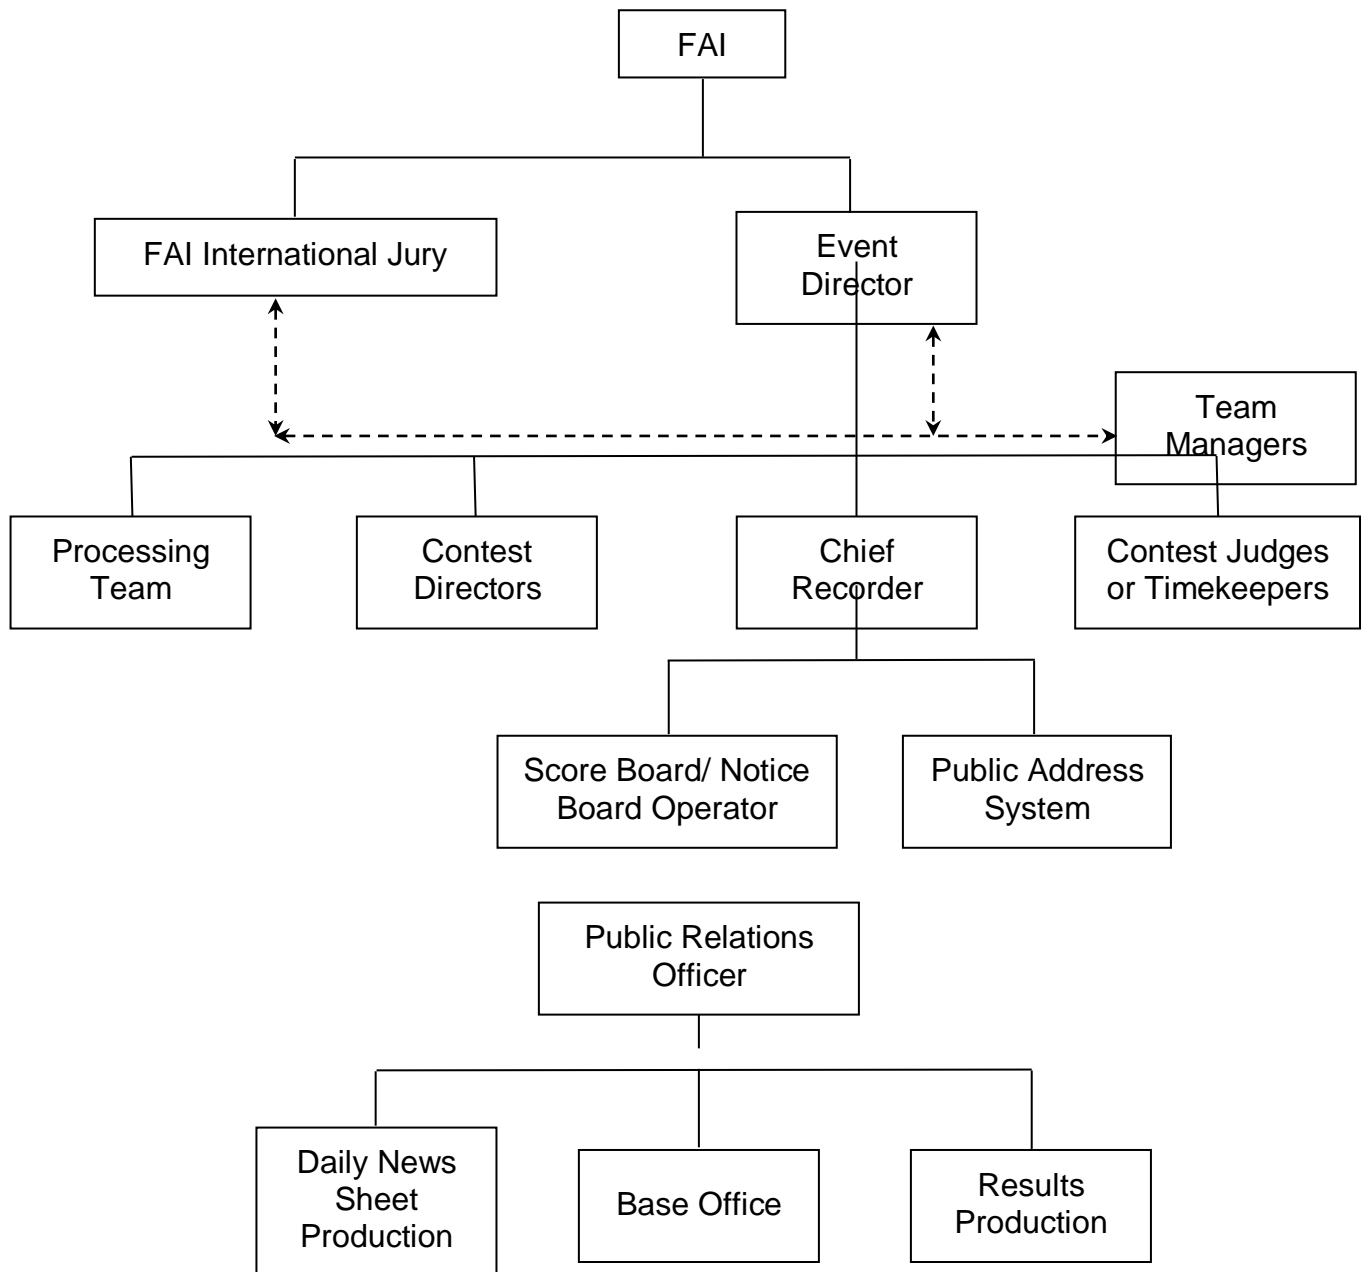 FAI
FAI International Jury
Event
Director
Team
Managers
Processing
Team
Contest
Directors
Chief
Recorder
Contest Judges
or Timekeepers
Score Board/ Notice
Board Operator
Public Address
System
Public Relations
Officer
Daily News
Sheet
Production
Base Office
Results
Production